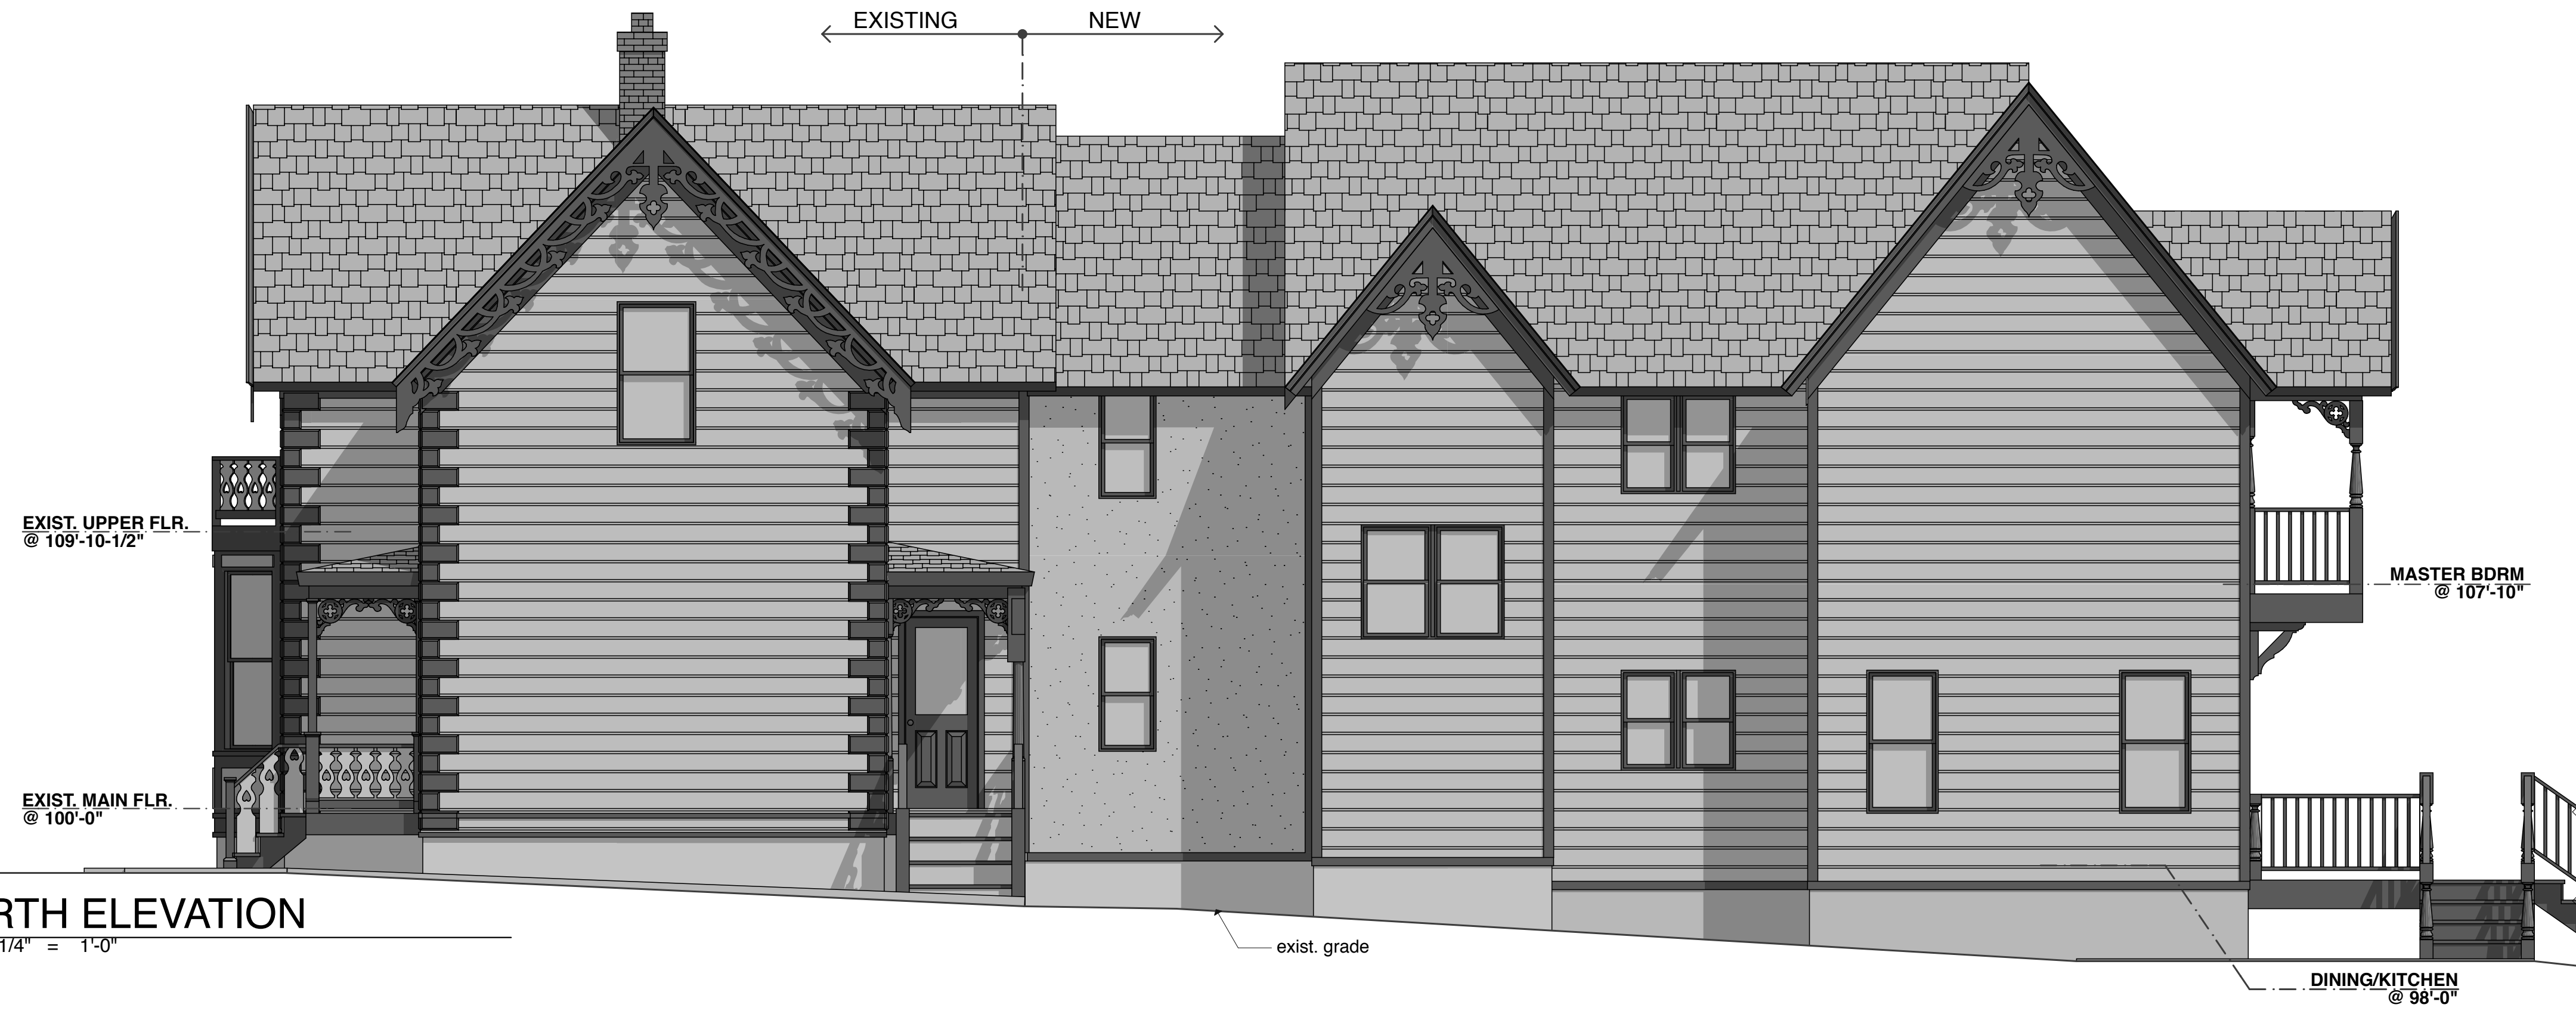 EXISTING NEW
EXIST. UPPER FLR.
@ 109'-10-1/2"
MASTER BDRM
@ 107'-10"
EXIST. MAIN FLR.
@ 100'-0"
RTH ELEVATION
1/4" = 1'-0"
exist. grade
DINING/KITCHEN
@ 98'-0"